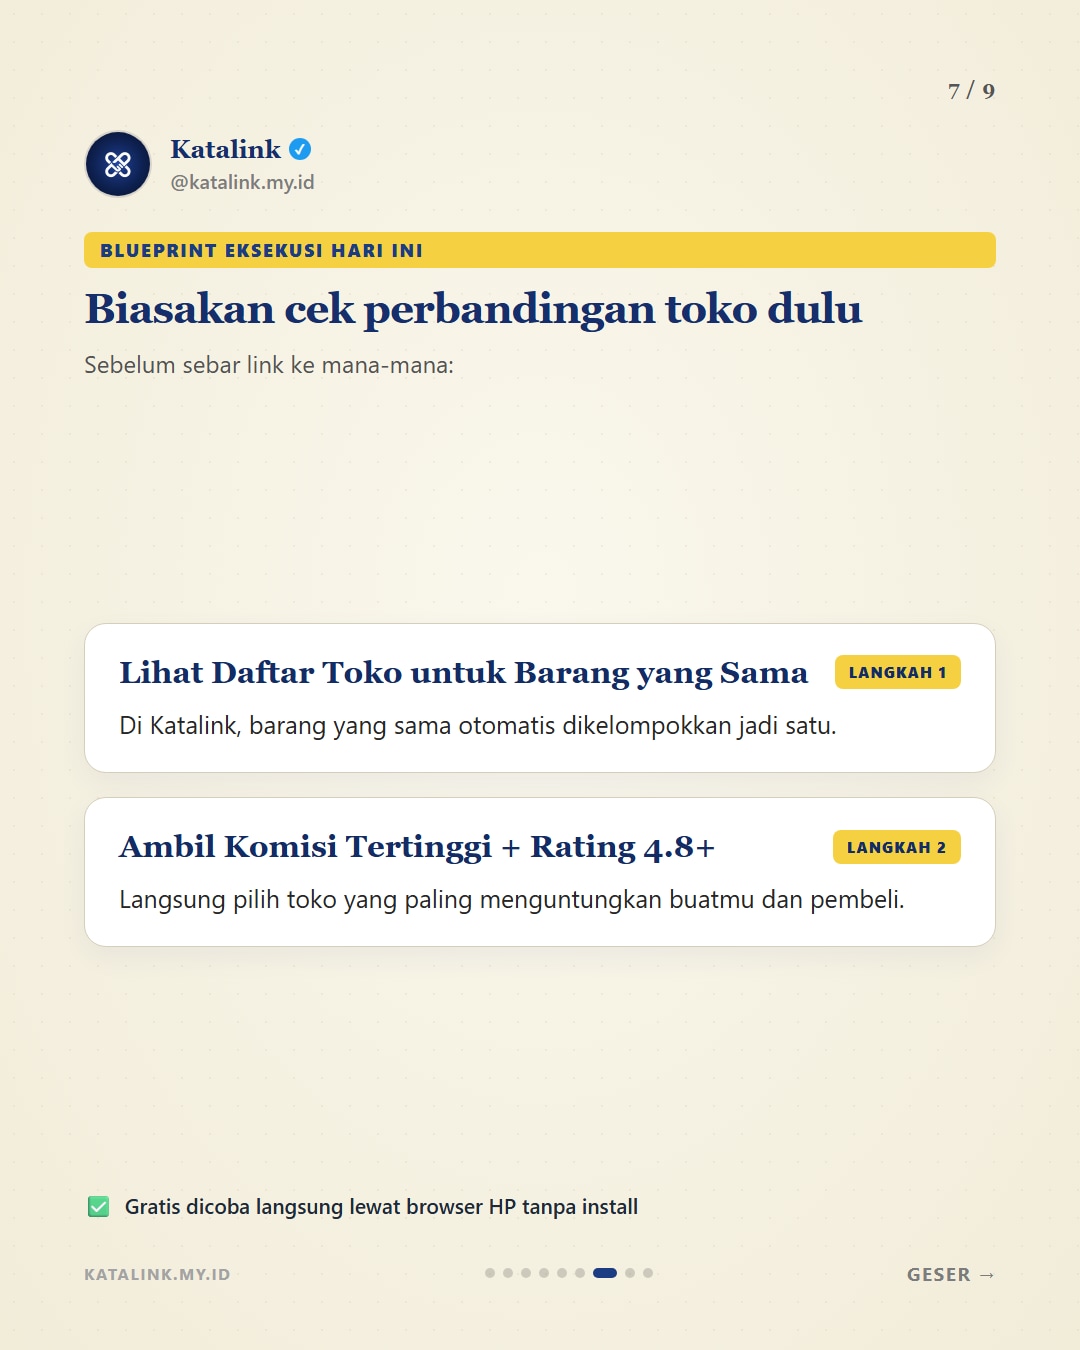 7 / 9
Katalink
@katalink.my.id
BLUEPRINT EKSEKUSI HARI INI
Biasakan cek perbandingan toko dulu
Sebelum sebar link ke mana-mana:
Lihat Daftar Toko untuk Barang yang Sama
LANGKAH 1
Di Katalink, barang yang sama otomatis dikelompokkan jadi satu.
Ambil Komisi Tertinggi + Rating 4.8+
LANGKAH 2
Langsung pilih toko yang paling menguntungkan buatmu dan pembeli.
Gratis dicoba langsung lewat browser HP tanpa install
KATALINK.MY.ID
GESER →